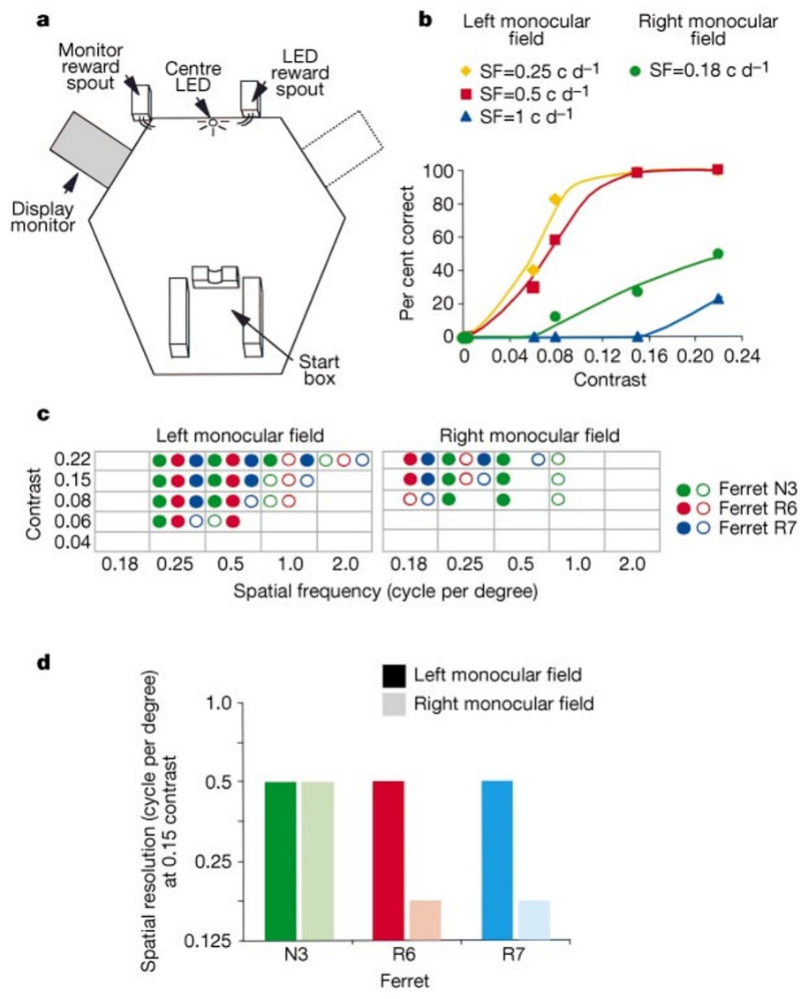 a
Monitor
reward
spout
Centre
LED
LED
reward
spout
Display
monitor
Start
box
b
Left monocular
field
Right monocular
field
SF=0.25 c d–1
SF=0.5 c d–1
SF=1 c d–1
SF=0.18 c d–1
Per cent correct
100
80
60
40
20
0
0 0.04 0.08 0.12 0.16 0.20 0.24
Contrast
c
Left monocular field
Right monocular field
Contrast
0.22
0.15
0.08
0.06
0.04
0.18 0.25 0.5 1.0 2.0
0.18 0.25 0.5 1.0 2.0
Spatial frequency (cycle per degree)
Ferret N3
Ferret R6
Ferret R7
d
Left monocular field
Right monocular field
Spatial resolution (cycle per degree)
at 0.15 contrast
1.0
0.5
0.25
0.125
N3 R6 R7
Ferret